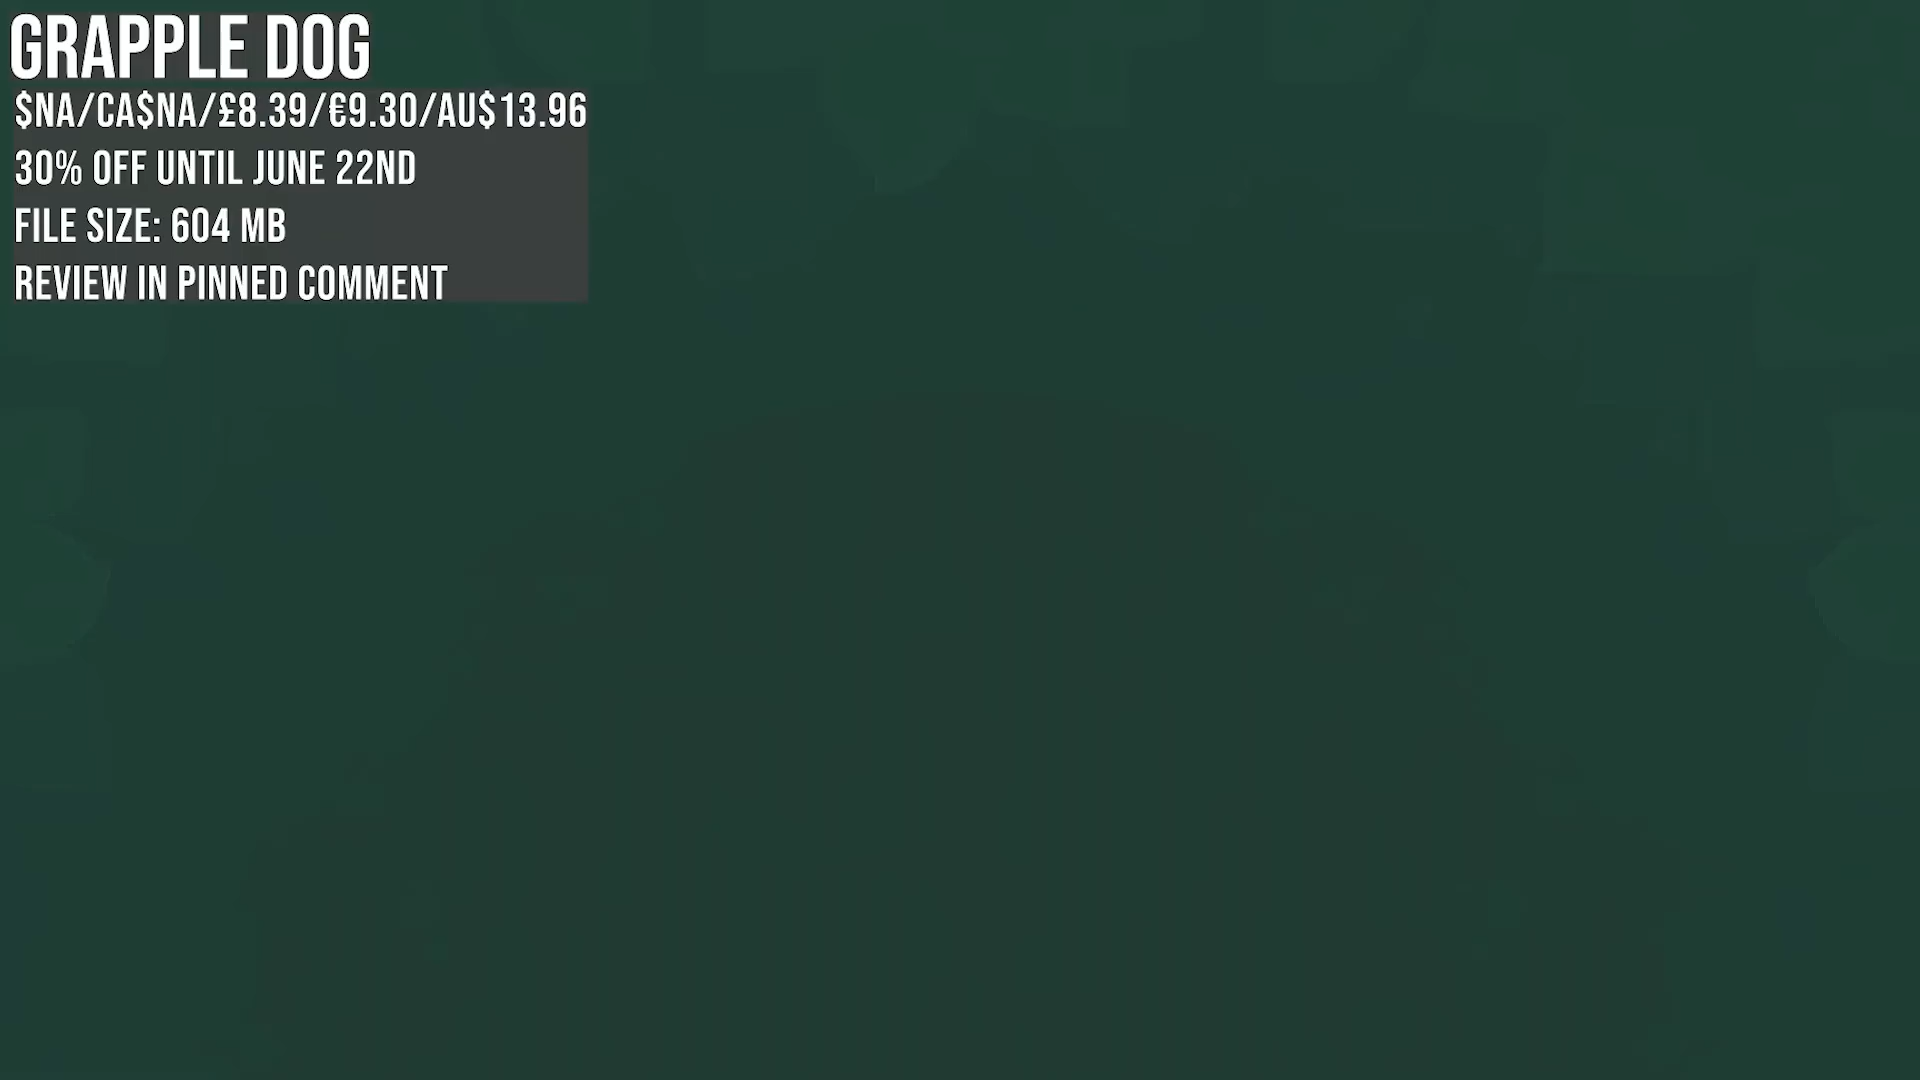 GRAPPLE DOG
$NA/CA$NA/£8.39/€9.30/AU$13.96
30% OFF UNTIL JUNE 22ND
FILE SIZE: 604 MB
REVIEW IN PINNED COMMENT